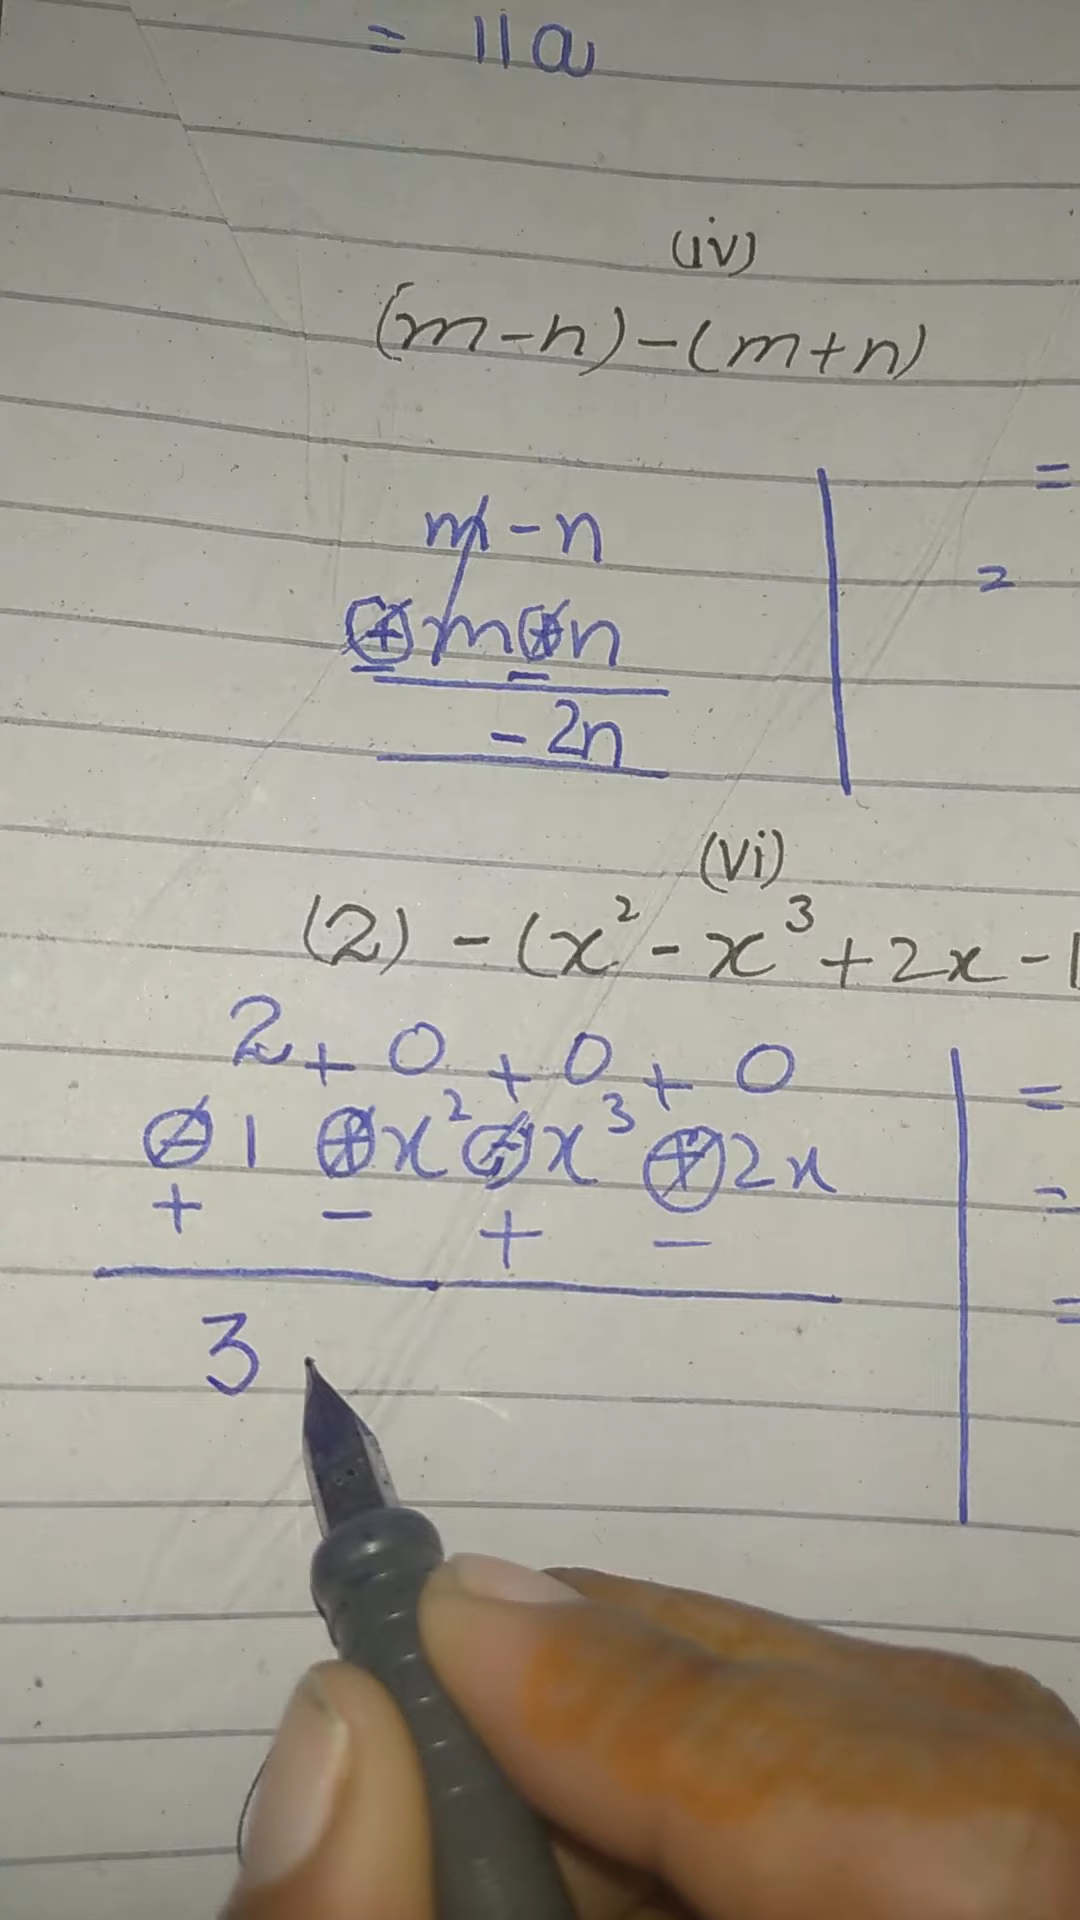 = 11a
(iv)
(m-n)-(m+n)
=
m - n
=
+ m + n
- -
- 2n
(vi)
(2) - (x² - x³ + 2x - 1
2 + 0 + 0 + 0
=
- 1 + x² - x³ + 2x
=
+ - + -
=
3